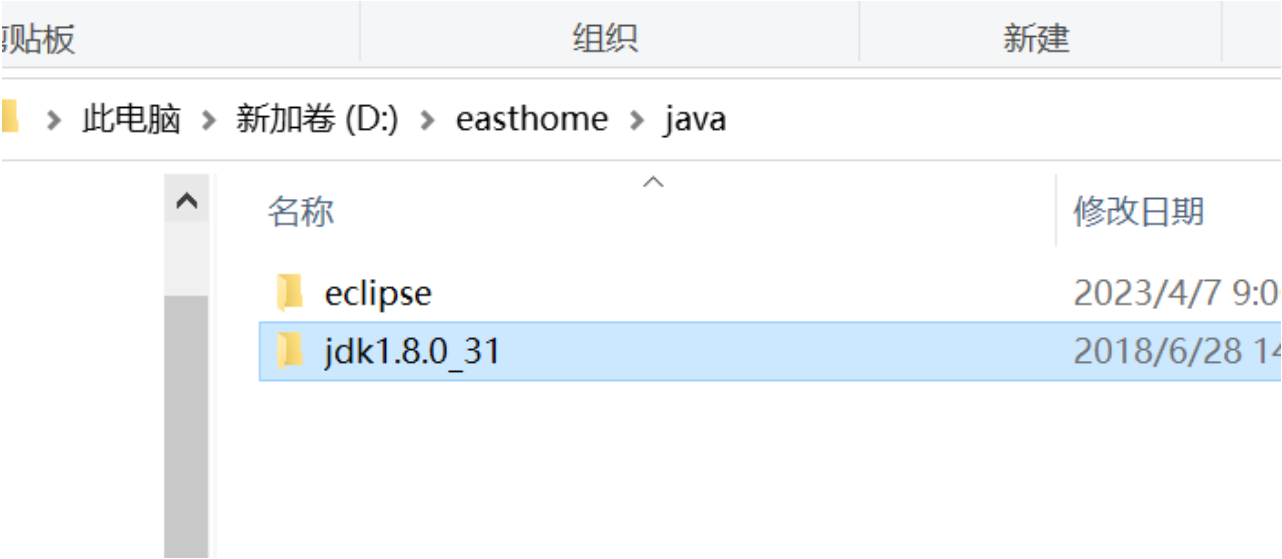 剪贴板 组织 新建
此电脑 > 新加卷 (D:) > easthome > java
名称 修改日期
eclipse 2023/4/7 9:0
jdk1.8.0_31 2018/6/28 14